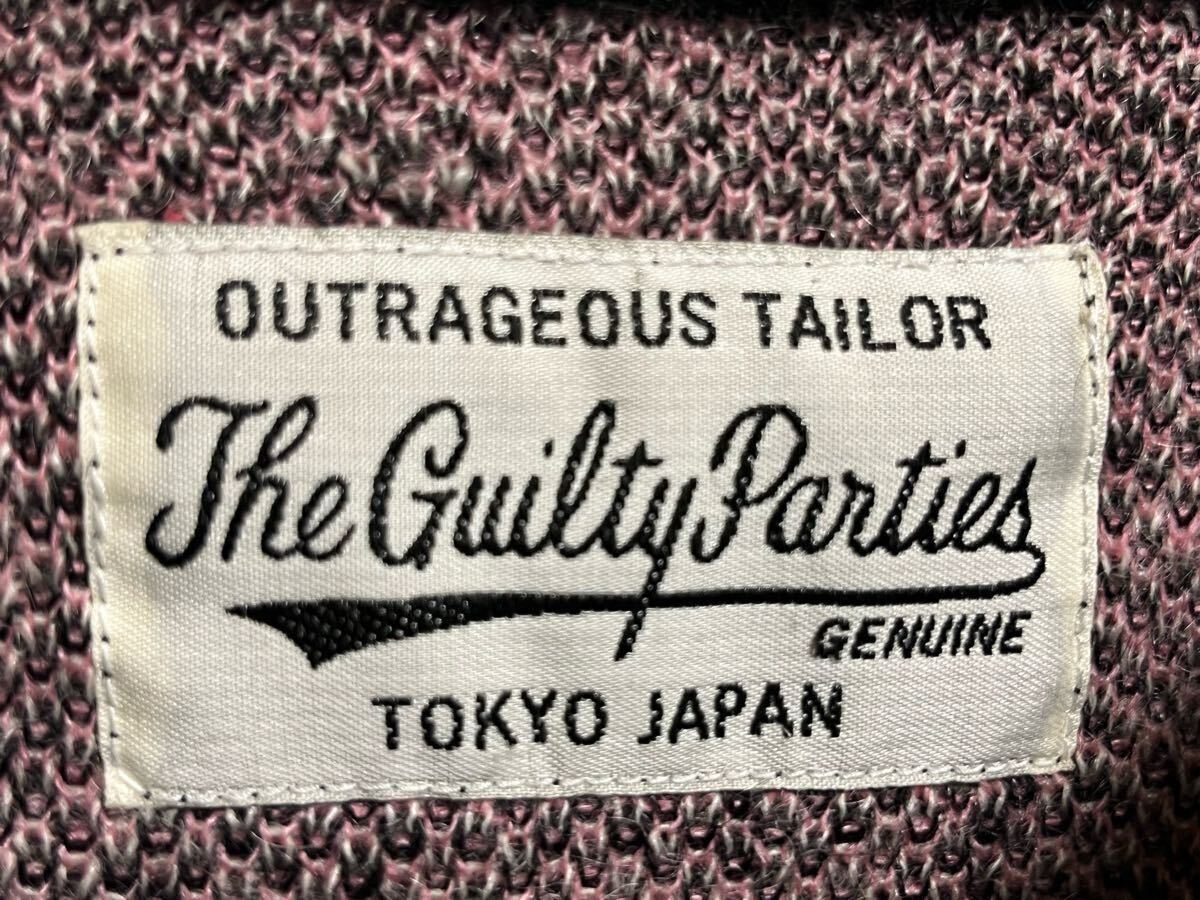 OUTRAGEOUS TAILOR
The Guilty Parties
GENUINE
TOKYO JAPAN